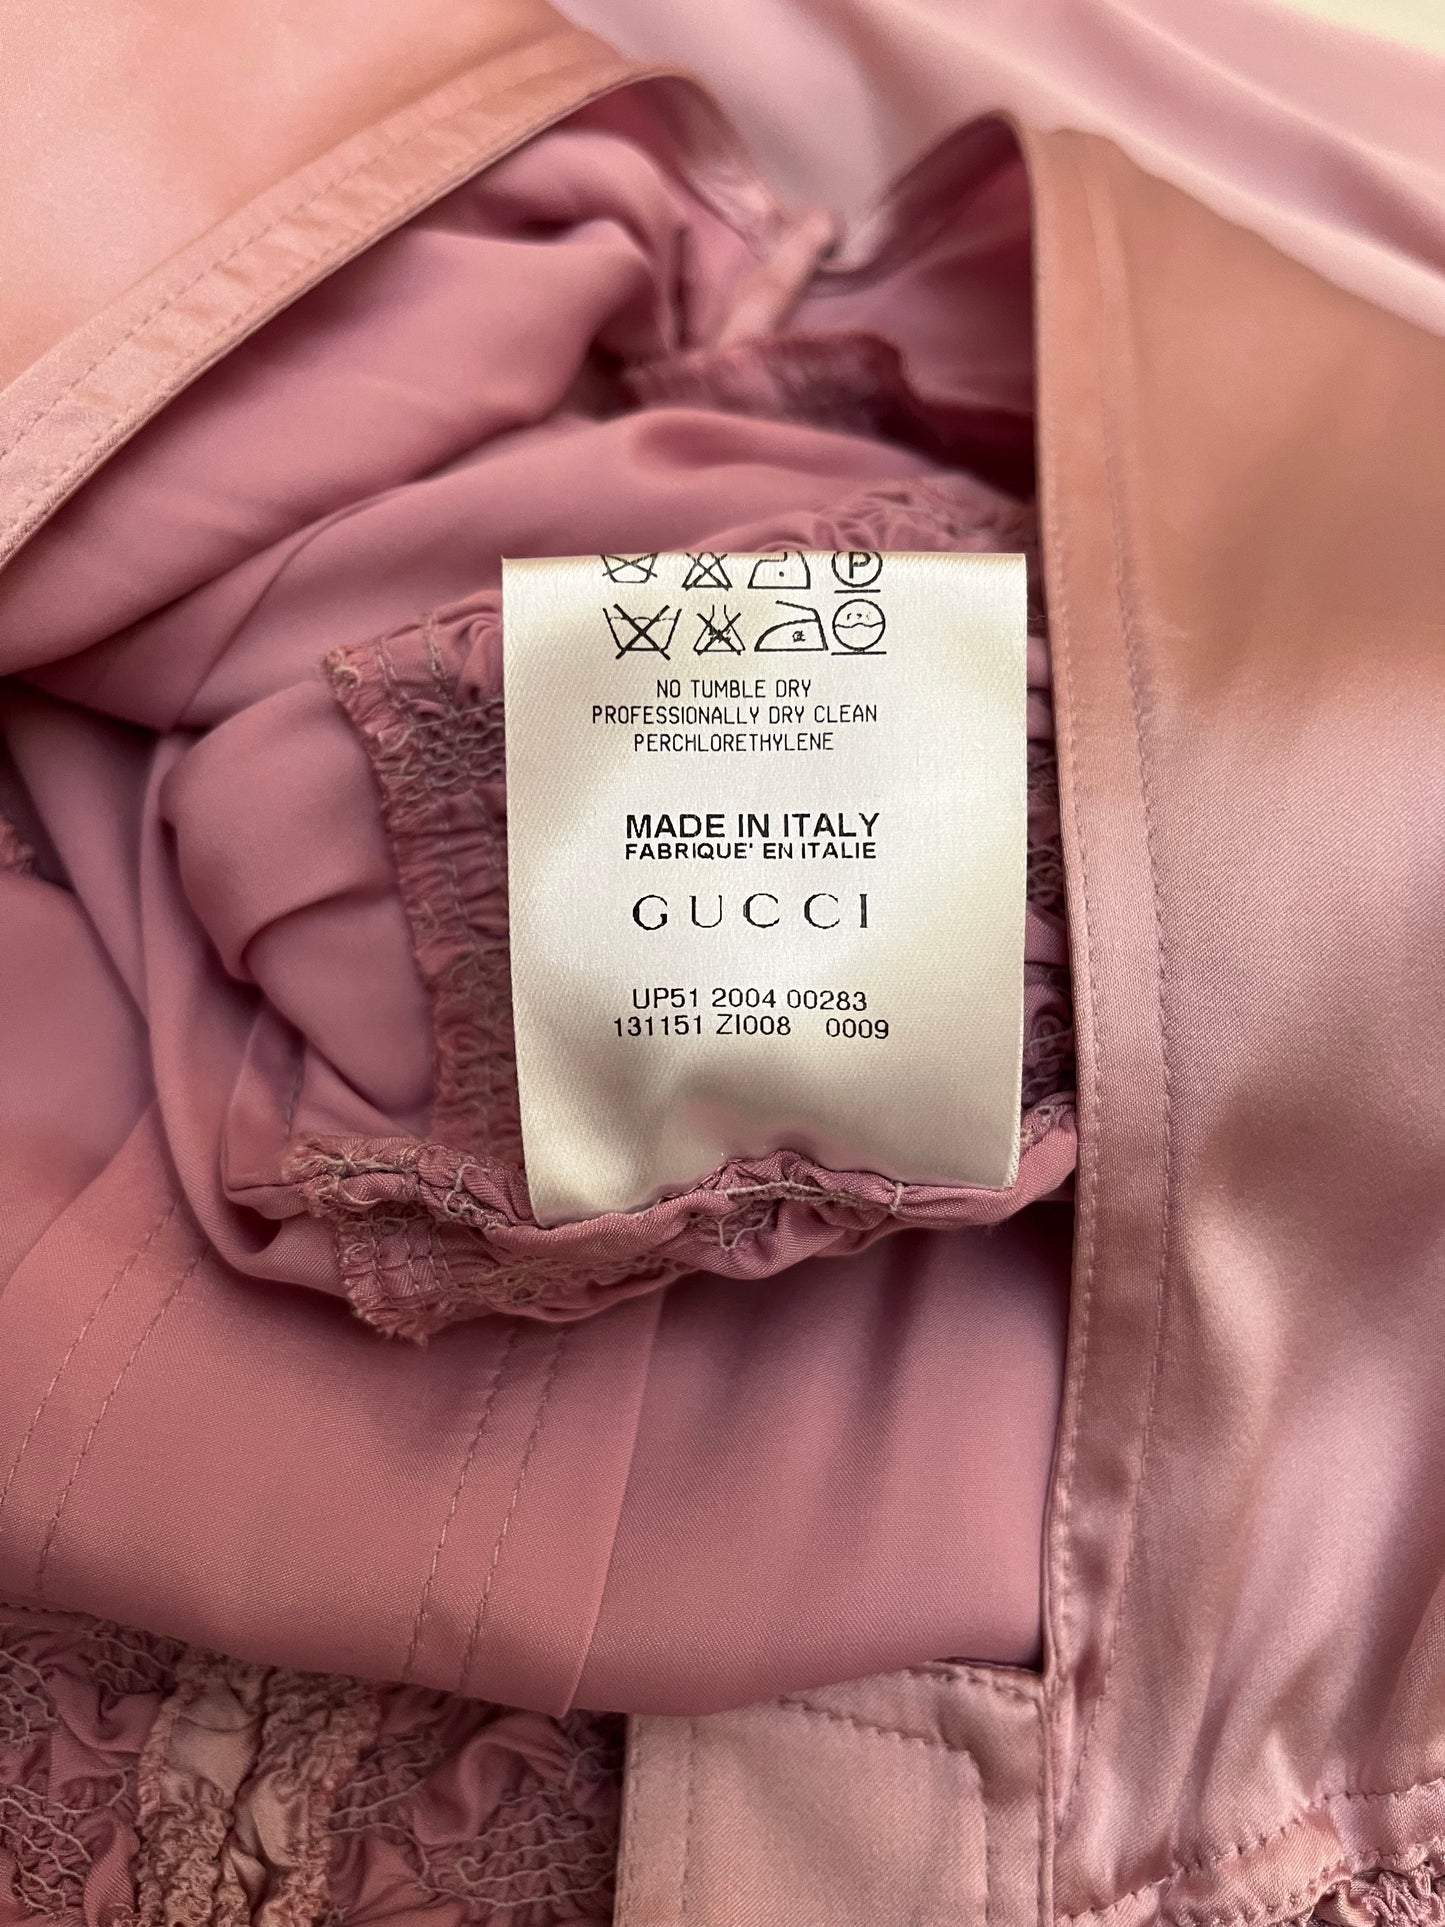 P
NO TUMBLE DRY
PROFESSIONALLY DRY CLEAN
PERCHLORETHYLENE
MADE IN ITALY
FABRIQUE' EN ITALIE
GUCCI
UP51 2004 00283
131151 ZI008 0009